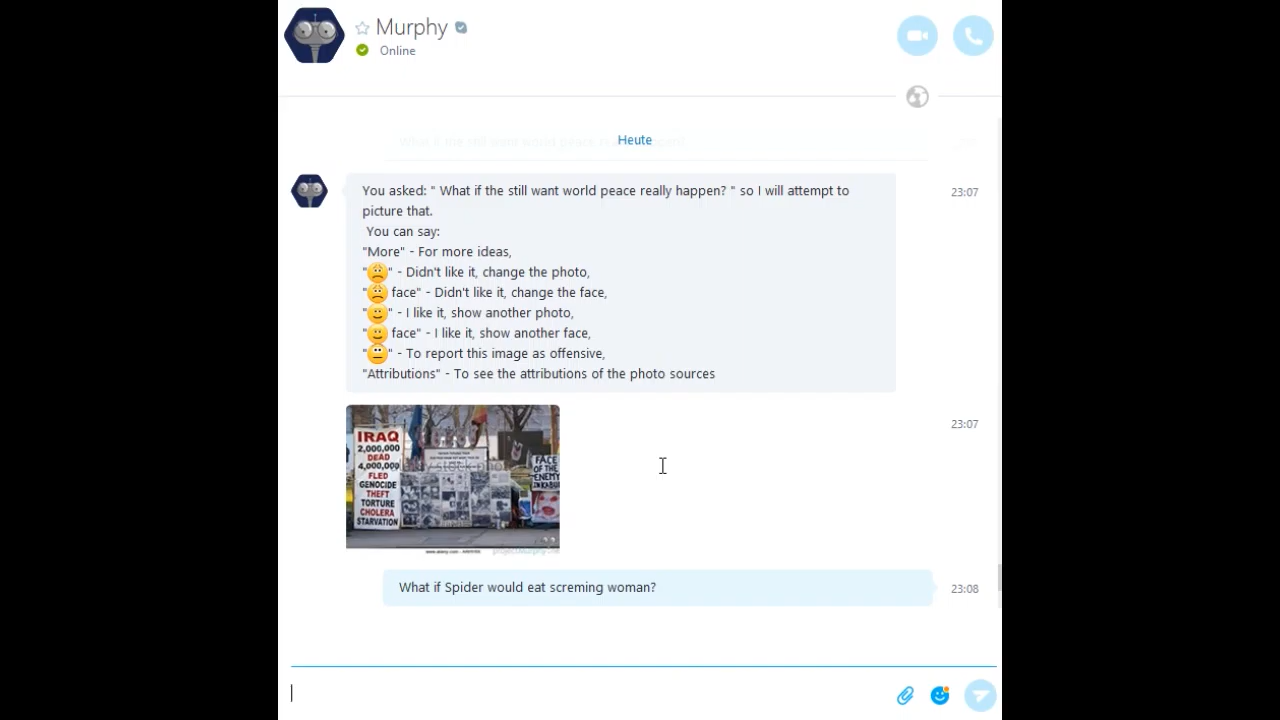 Murphy
Online
Heute
You asked: " What if the still want world peace really happen? " so I will attempt to
23:07
picture that.
You can say:
"More" - For more ideas,
"" - Didn't like it, change the photo,
" face" - Didn't like it, change the face,
"" - I like it, show another photo,
" face" - I like it, show another face,
"" - To report this image as offensive,
"Attributions" - To see the attributions of the photo sources
23:07
IRAQ
2,000,000
DEAD
4,000,000
FLED
GENOCIDE
THEFT
TORTURE
CHOLERA
STARVATION
FACE
OF THE
ENEMY
IN KABUL
What if Spider would eat screming woman?
23:08